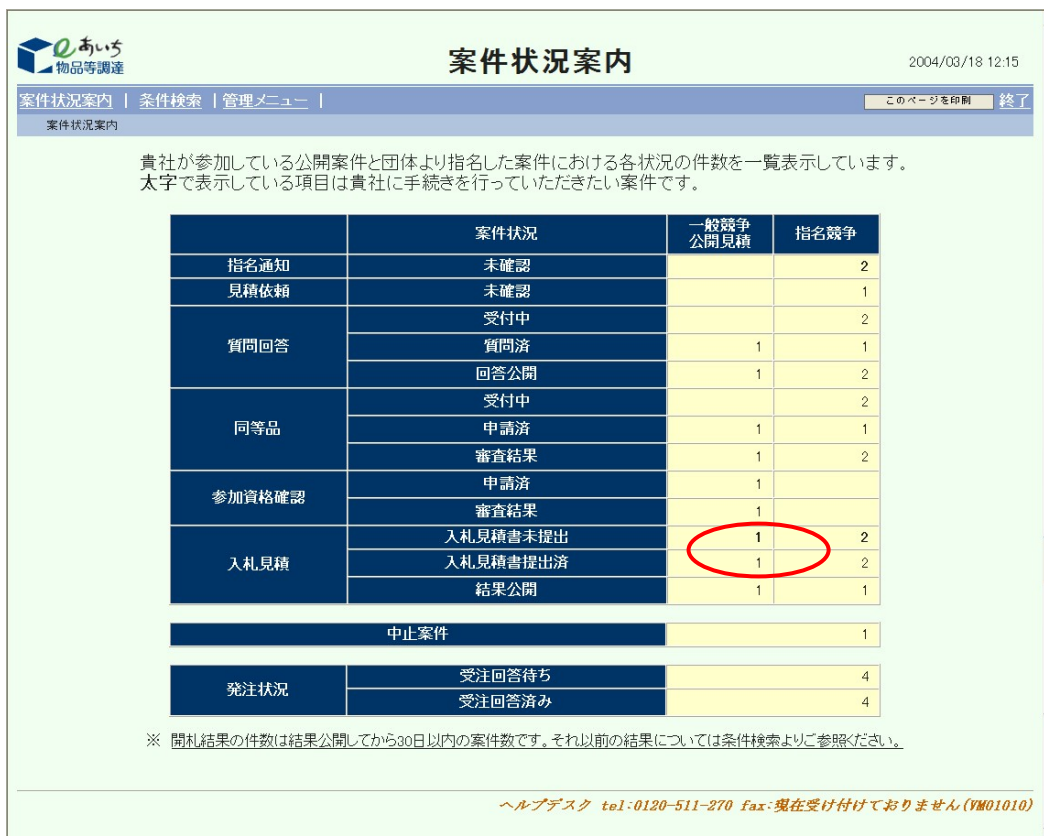 eあいち
物品等調達
案件状況案内
2004/03/18 12:15
案件状況案内 | 条件検索 | 管理メニュー |
このページを印刷 終了
案件状況案内
貴社が参加している公開案件と団体より指名した案件における各状況の件数を一覧表示しています。
太字で表示している項目は貴社に手続きを行っていただきたい案件です。
案件状況 一般競争 公開見積 指名競争
指名通知 未確認 2
見積依頼 未確認 1
質問回答 受付中 2
質問済 1 1
回答公開 1 2
同等品 受付中 2
申請済 1 1
審査結果 1 2
参加資格確認 申請済 1
審査結果 1
入札見積 入札見積書未提出 1 2
入札見積書提出済 1 2
結果公開 1 1
中止案件 1
発注状況 受注回答待ち 4
受注回答済み 4
※ 開札結果の件数は結果公開してから30日以内の案件数です。それ以前の結果については条件検索よりご参照ください。
ヘルプデスク tel:0120-511-270 fax:現在受け付けておりません(VM01010)